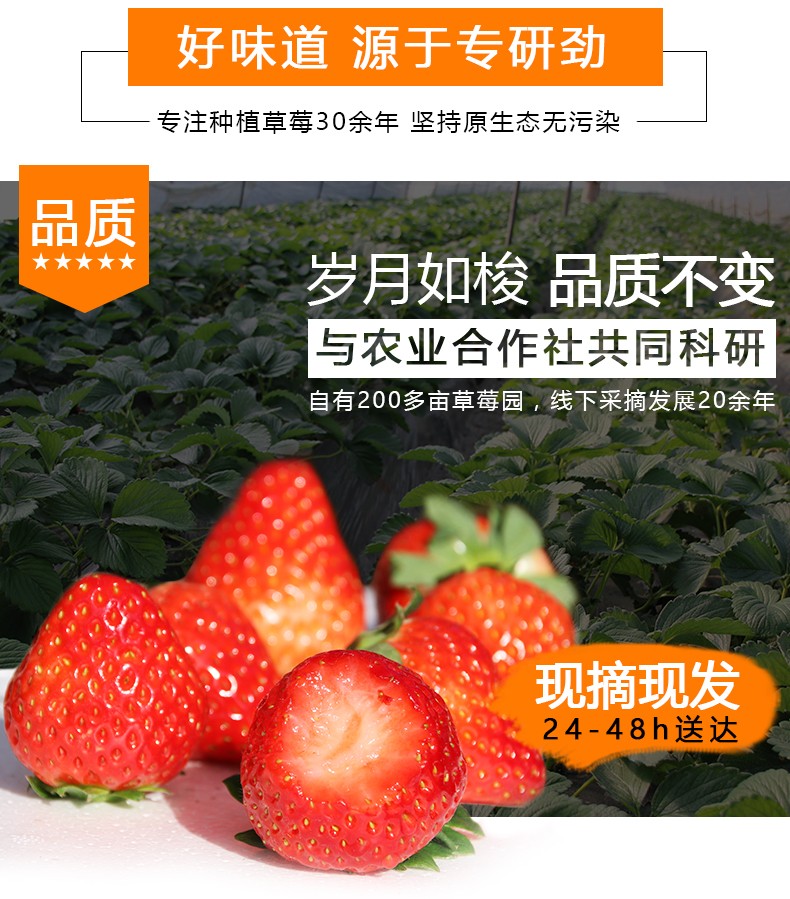 好味道 源于专研劲
专注种植草莓30余年 坚持原生态无污染
品质
★★★★★
岁月如梭 品质不变
与农业合作社共同科研
自有200多亩草莓园，线下采摘发展20余年
现摘现发
24-48h送达